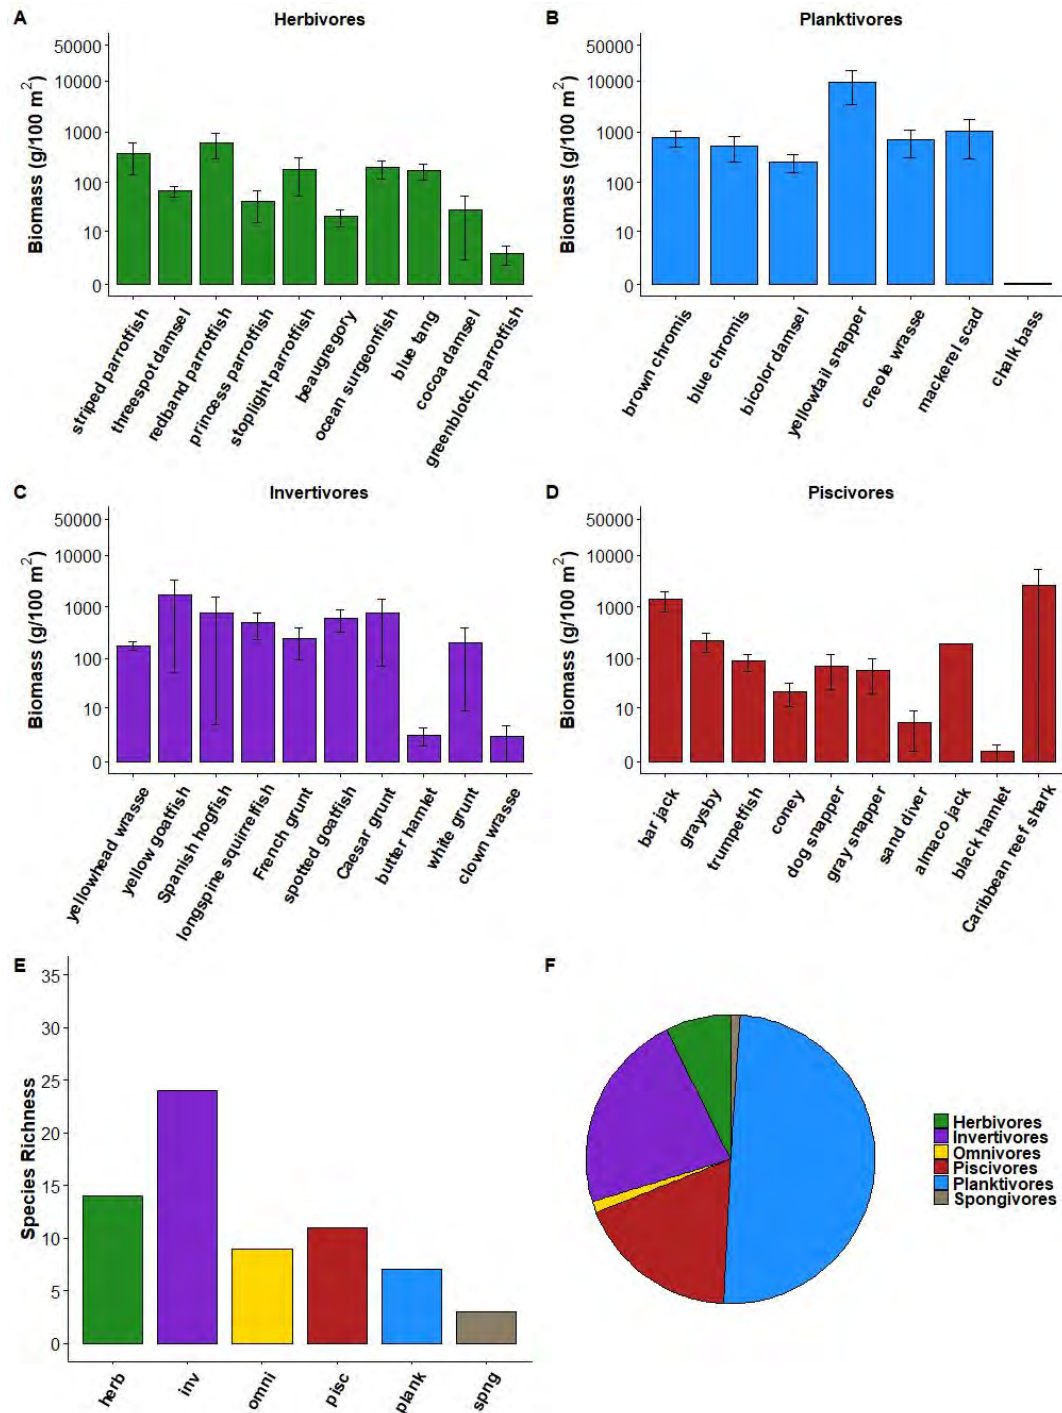 A
Herbivores
Biomass (g/100 m²)
50000
10000
1000
100
10
0
striped parrotfish
threespot damsel
redband parrotfish
princess parrotfish
stoplight parrotfish
beaugregory
ocean surgeonfish
blue tang
cocoa damsel
greenblotch parrotfish
B
Planktivores
Biomass (g/100 m²)
50000
10000
1000
100
10
0
brown chromis
blue chromis
bicolor damsel
yellowtail snapper
creole wrasse
mackerel scad
chalk bass
C
Invertivores
Biomass (g/100 m²)
50000
10000
1000
100
10
0
yellowhead wrasse
yellow goatfish
Spanish hogfish
longspine squirrelfish
French grunt
spotted goatfish
Caesar grunt
butter hamlet
white grunt
clown wrasse
D
Piscivores
Biomass (g/100 m²)
50000
10000
1000
100
10
0
bar jack
graysby
trumpetfish
coney
dog snapper
gray snapper
sand diver
almaco jack
black hamlet
Caribbean reef shark
E
Species Richness
35
30
25
20
15
10
5
0
herb
inv
omni
pisc
plank
spng
F
Herbivores
Invertivores
Omnivores
Piscivores
Planktivores
Spongivores